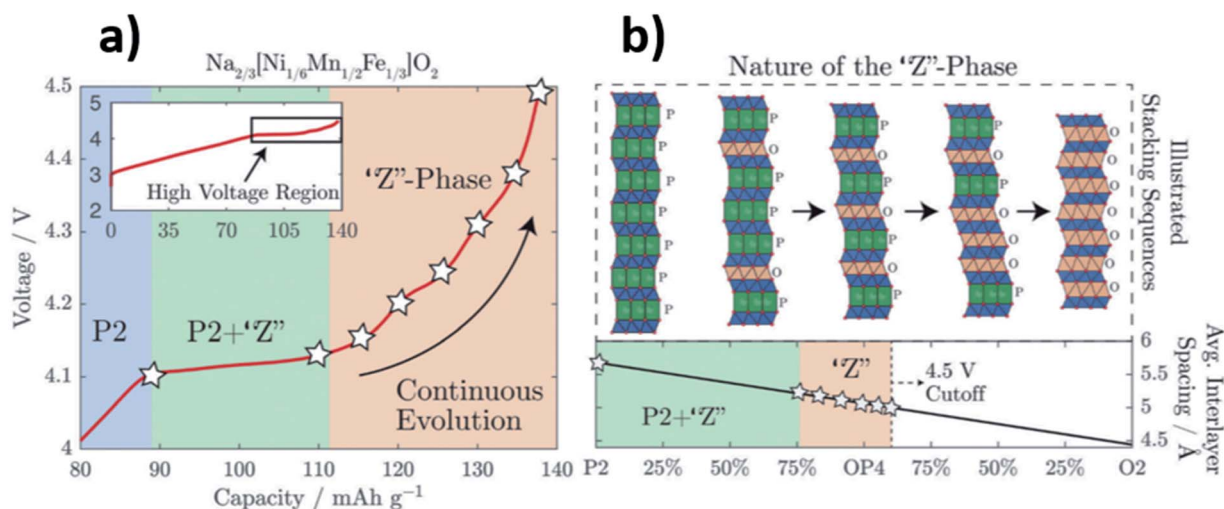 a)
Na2/3[Ni1/6Mn1/2Fe1/3]O2
4.5
4.4
4.3
4.2
4.1
4
Voltage / V
5
4
3
2
0
35
70
105
140
High Voltage Region
"Z"-Phase
P2
P2+"Z"
Continuous
Evolution
80
90
100
110
120
130
140
Capacity / mAh g−1
b)
Nature of the "Z"-Phase
P
P
P
P
P
P
P
O
P
P
O
P
P
O
P
O
P
O
P
P
O
P
O
O
O
P
O
O
O
O
O
O
Illustrated
Stacking Sequences
"Z"
P2+"Z"
4.5 V
Cutoff
6
5.5
5
4.5
Avg. Interlayer
Spacing / Å
P2
25%
50%
75%
OP4
75%
50%
25%
O2